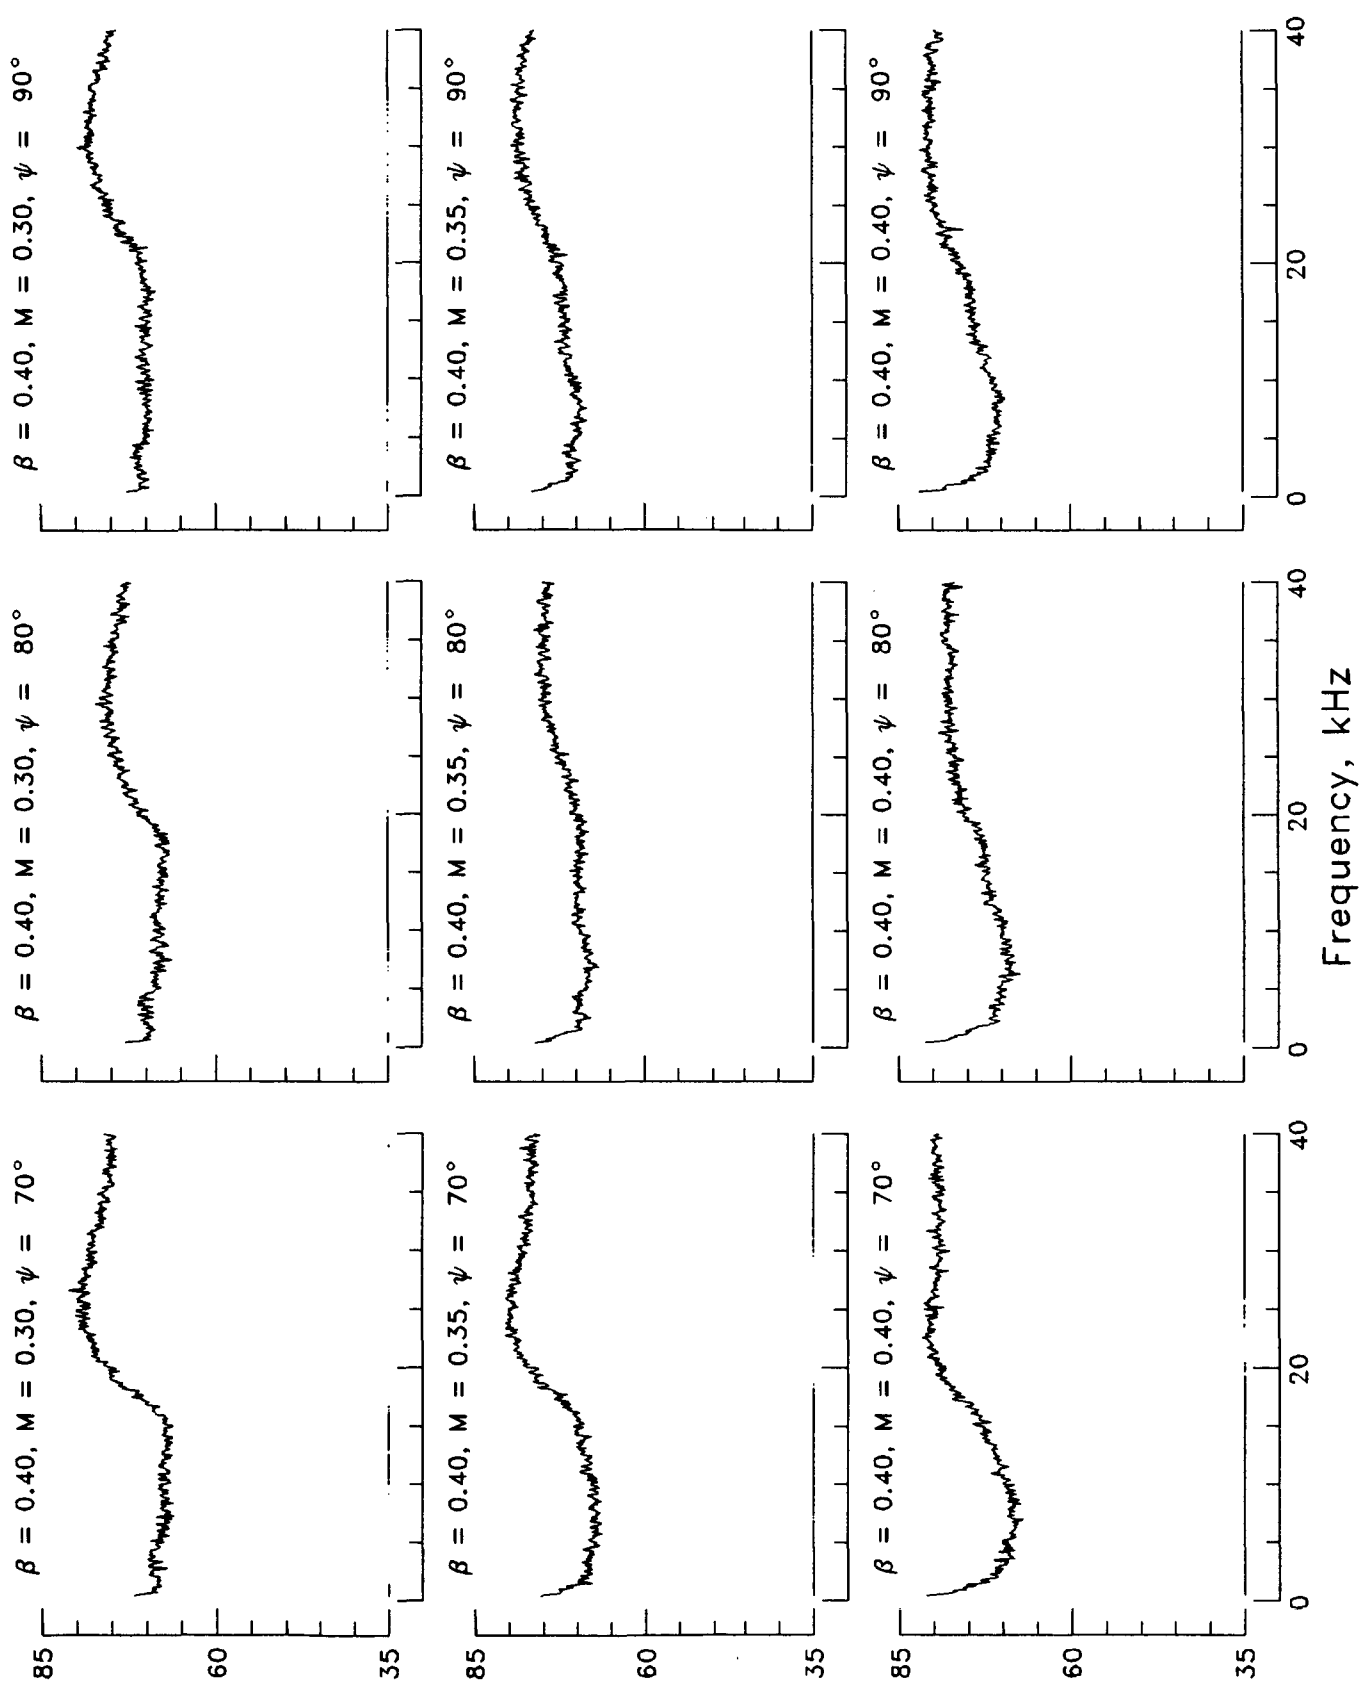 β = 0.40, M = 0.30, ψ = 70°
β = 0.40, M = 0.30, ψ = 80°
β = 0.40, M = 0.30, ψ = 90°
85
60
35
β = 0.40, M = 0.35, ψ = 70°
β = 0.40, M = 0.35, ψ = 80°
β = 0.40, M = 0.35, ψ = 90°
85
60
35
β = 0.40, M = 0.40, ψ = 70°
β = 0.40, M = 0.40, ψ = 80°
β = 0.40, M = 0.40, ψ = 90°
85
60
35
0 20 40
0 20 40
0 20 40
Frequency, kHz